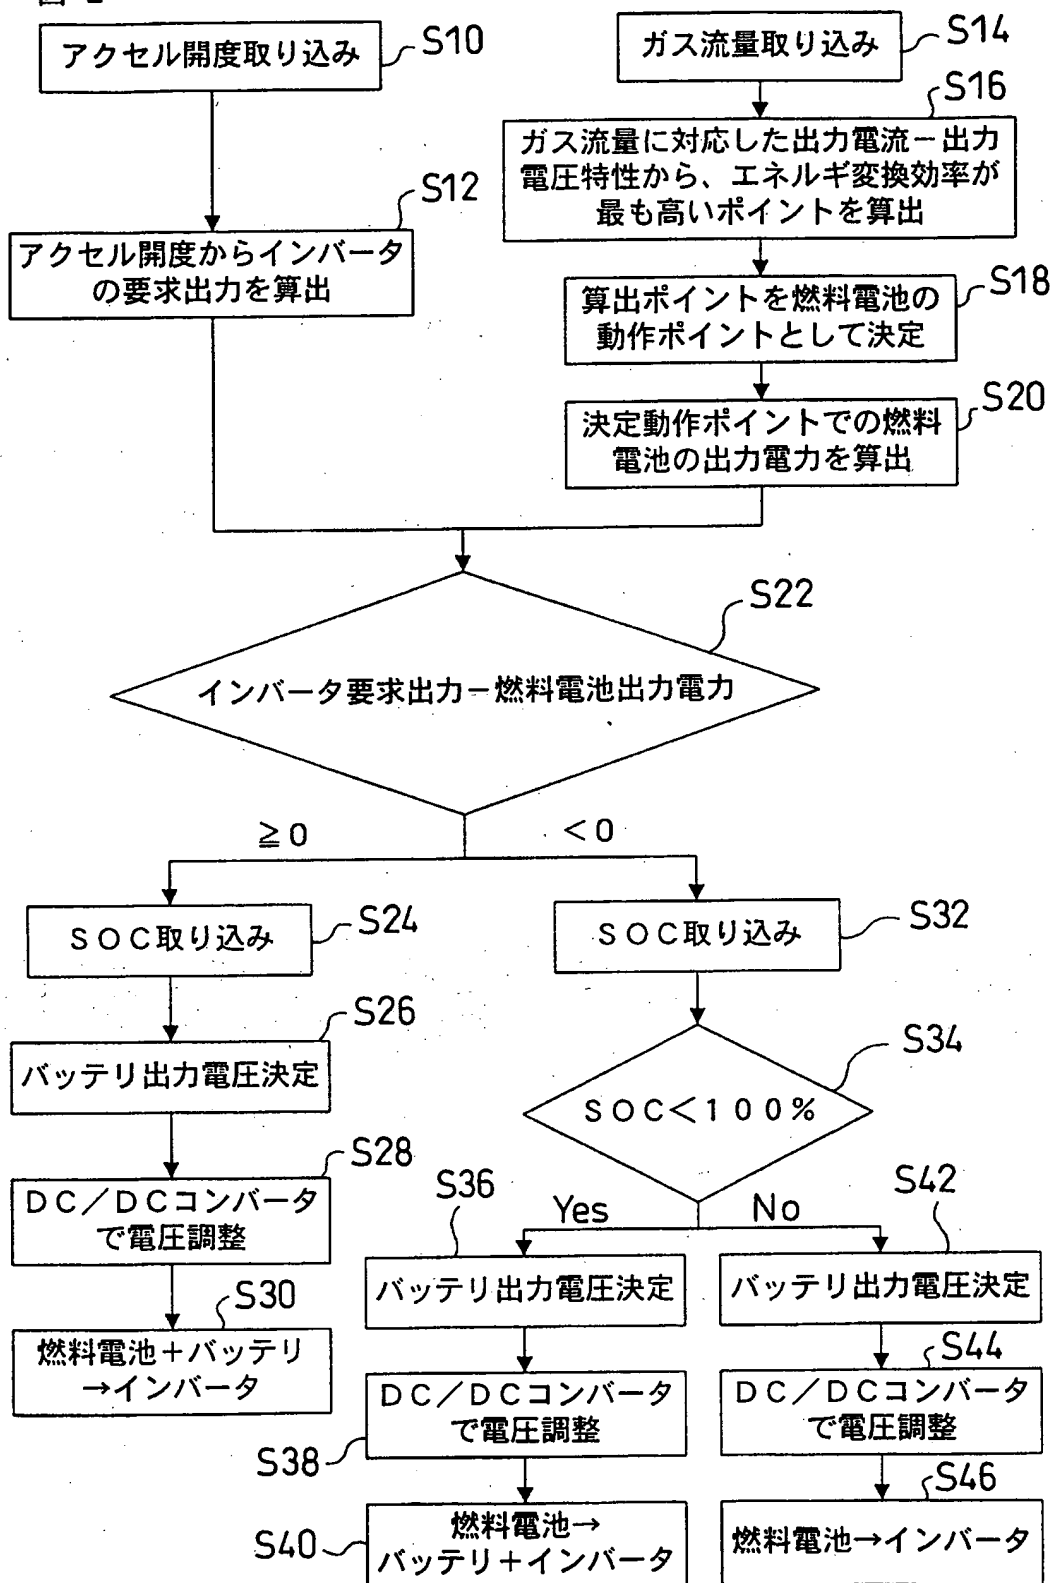 アクセル開度取り込み
S10
アクセル開度からインバータ
の要求出力を算出
S12
ガス流量取り込み
S14
S16
ガス流量に対応した出力電流－出力
電圧特性から、エネルギ変換効率が
最も高いポイントを算出
S18
算出ポイントを燃料電池の
動作ポイントとして決定
S20
決定動作ポイントでの燃料
電池の出力電力を算出
S22
インバータ要求出力－燃料電池出力電力
≧0
＜0
SOC取り込み
S24
S26
バッテリ出力電圧決定
S28
DC／DCコンバータ
で電圧調整
S30
燃料電池＋バッテリ
→インバータ
SOC取り込み
S32
S34
SOC＜100％
Yes
No
S36
バッテリ出力電圧決定
DC／DCコンバータ
で電圧調整
S38
燃料電池→
バッテリ＋インバータ
S40
S42
バッテリ出力電圧決定
S44
DC／DCコンバータ
で電圧調整
S46
燃料電池→インバータ